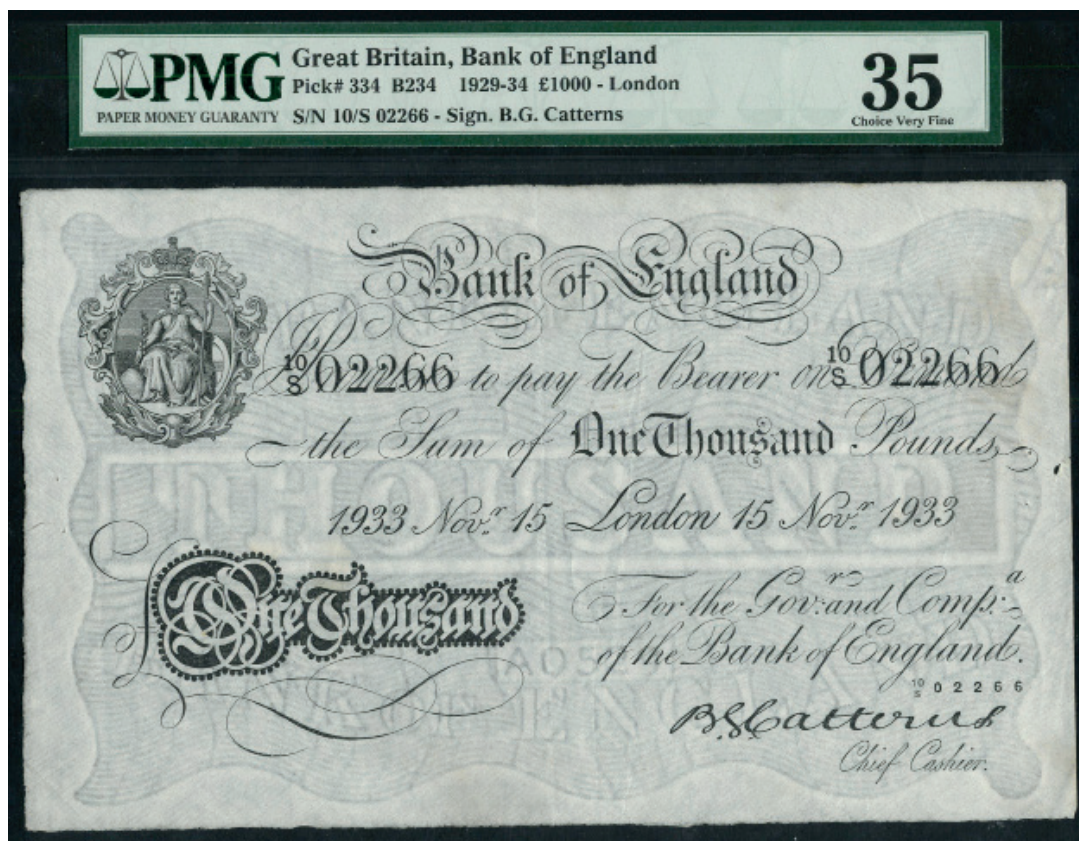 PMG
PAPER MONEY GUARANTY
Great Britain, Bank of England
Pick# 334 B234 1929-34 £1000 - London
S/N 10/S 02266 - Sign. B.G. Catterns
35
Choice Very Fine
Bank of England
10/S 02266 to pay the Bearer on 10/S 02266
the Sum of One Thousand Pounds
1933 Novr. 15 London 15 Novr. 1933
One Thousand
For the Govr. and Compa.
of the Bank of England.
10/S 02266
B.G. Catterns
Chief Cashier.
THOUSAND